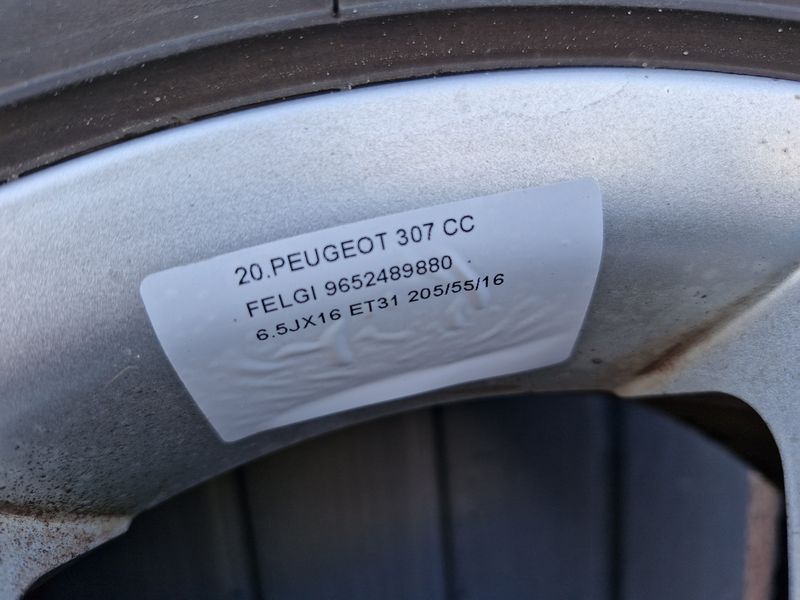 20.PEUGEOT 307 CC
FELGI 9652489880
6.5JX16 ET31 205/55/16